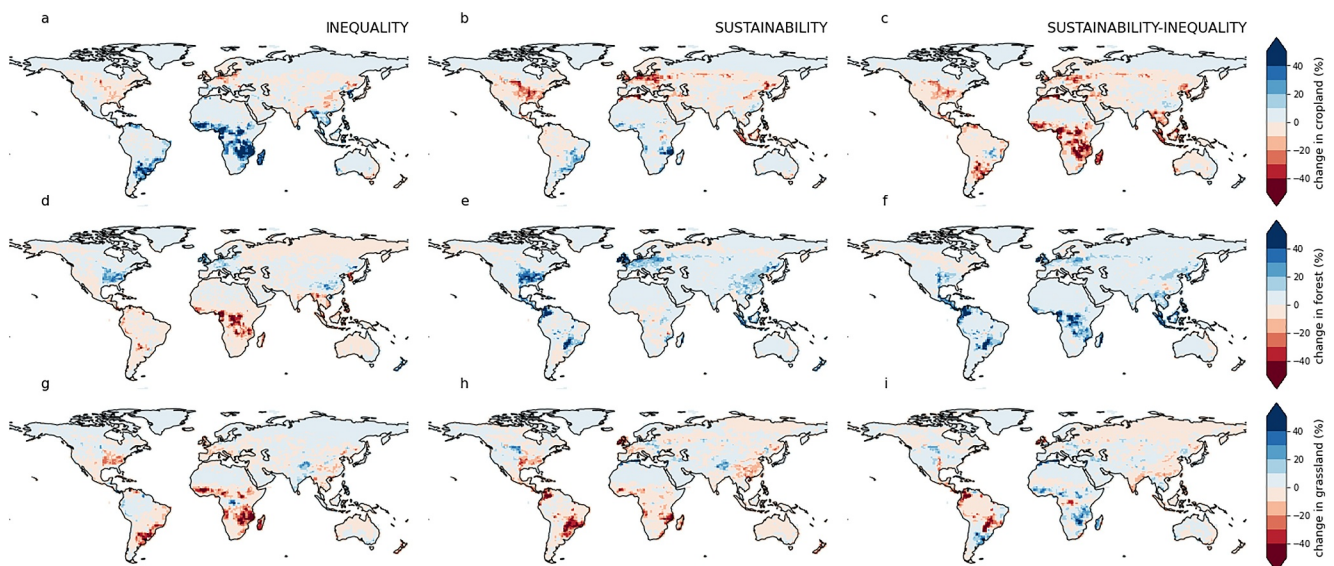 a
INEQUALITY
b
SUSTAINABILITY
c
SUSTAINABILITY-INEQUALITY
40
20
0
−20
−40
change in cropland (%)
d
e
f
40
20
0
−20
−40
change in forest (%)
g
h
i
40
20
0
−20
−40
change in grassland (%)